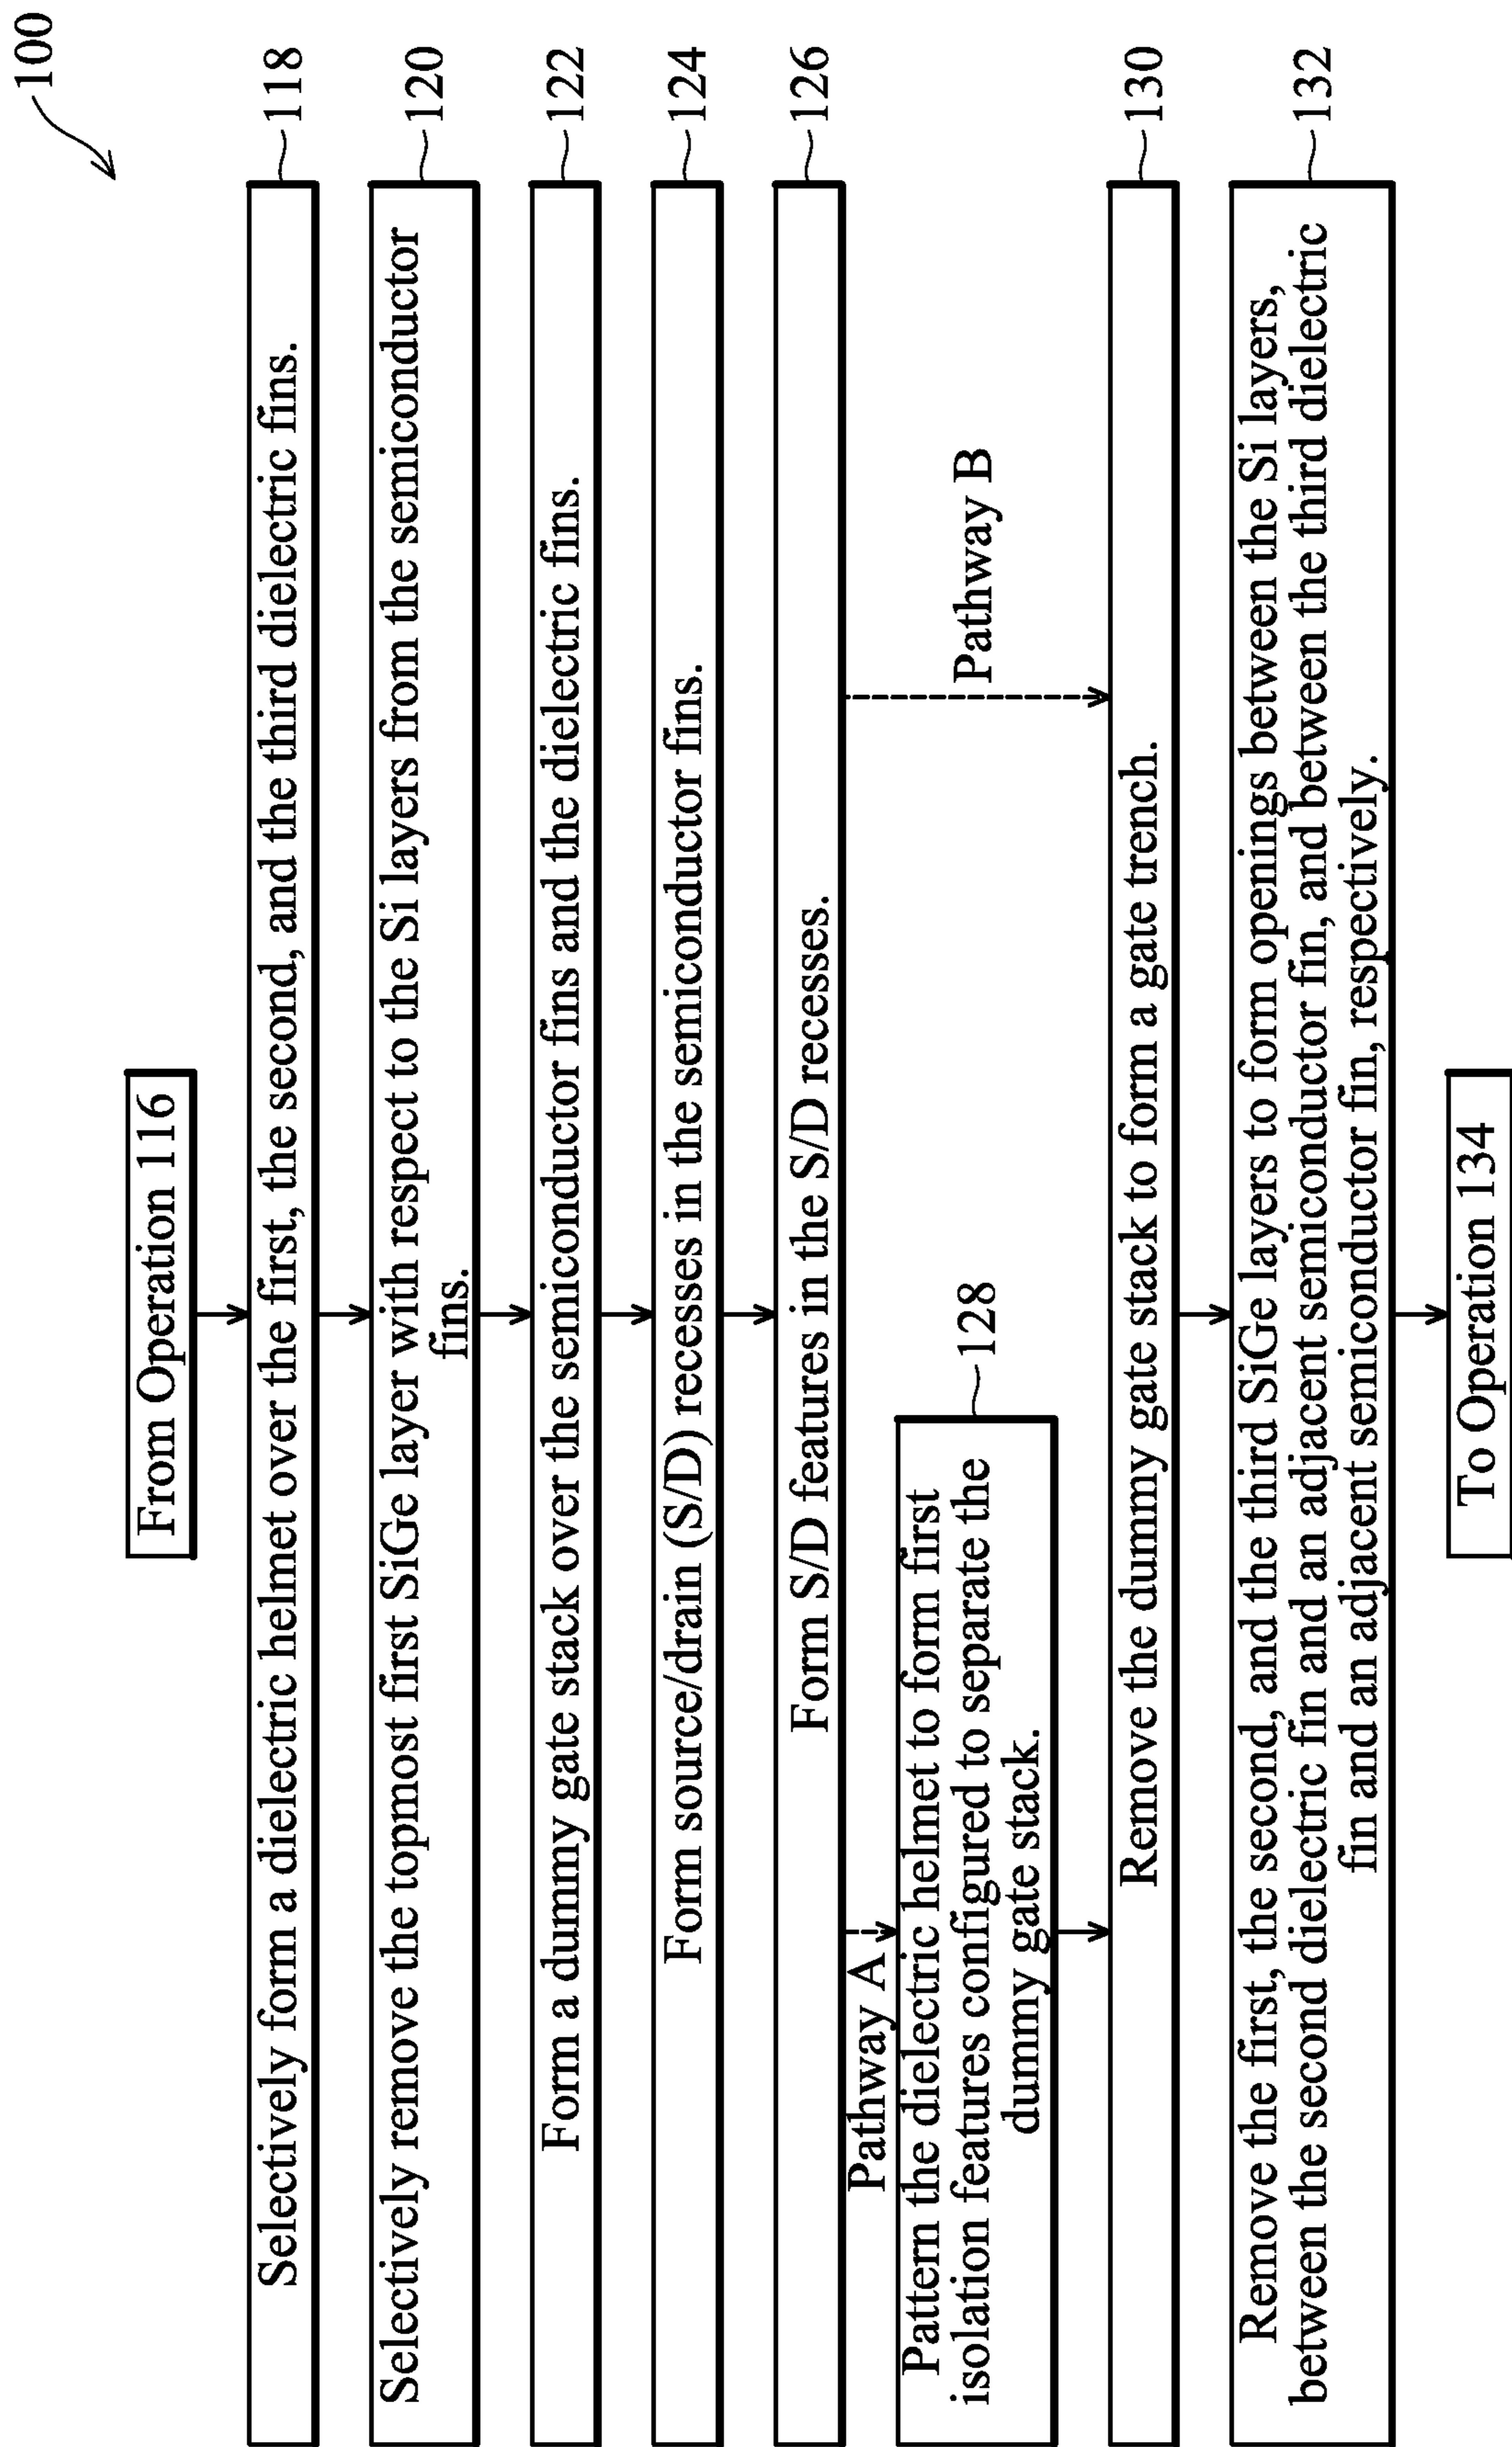 100
From Operation 116
Selectively form a dielectric helmet over the first, the second, and the third dielectric fins.
118
Selectively remove the topmost first SiGe layer with respect to the Si layers from the semiconductor
fins.
120
Form a dummy gate stack over the semiconductor fins and the dielectric fins.
122
Form source/drain (S/D) recesses in the semiconductor fins.
124
Form S/D features in the S/D recesses.
126
Pathway A
Pathway B
Pattern the dielectric helmet to form first
isolation features configured to separate the
dummy gate stack.
128
Remove the dummy gate stack to form a gate trench.
130
Remove the first, the second, and the third SiGe layers to form openings between the Si layers,
between the second dielectric fin and an adjacent semiconductor fin, and between the third dielectric
fin and an adjacent semiconductor fin, respectively.
132
To Operation 134